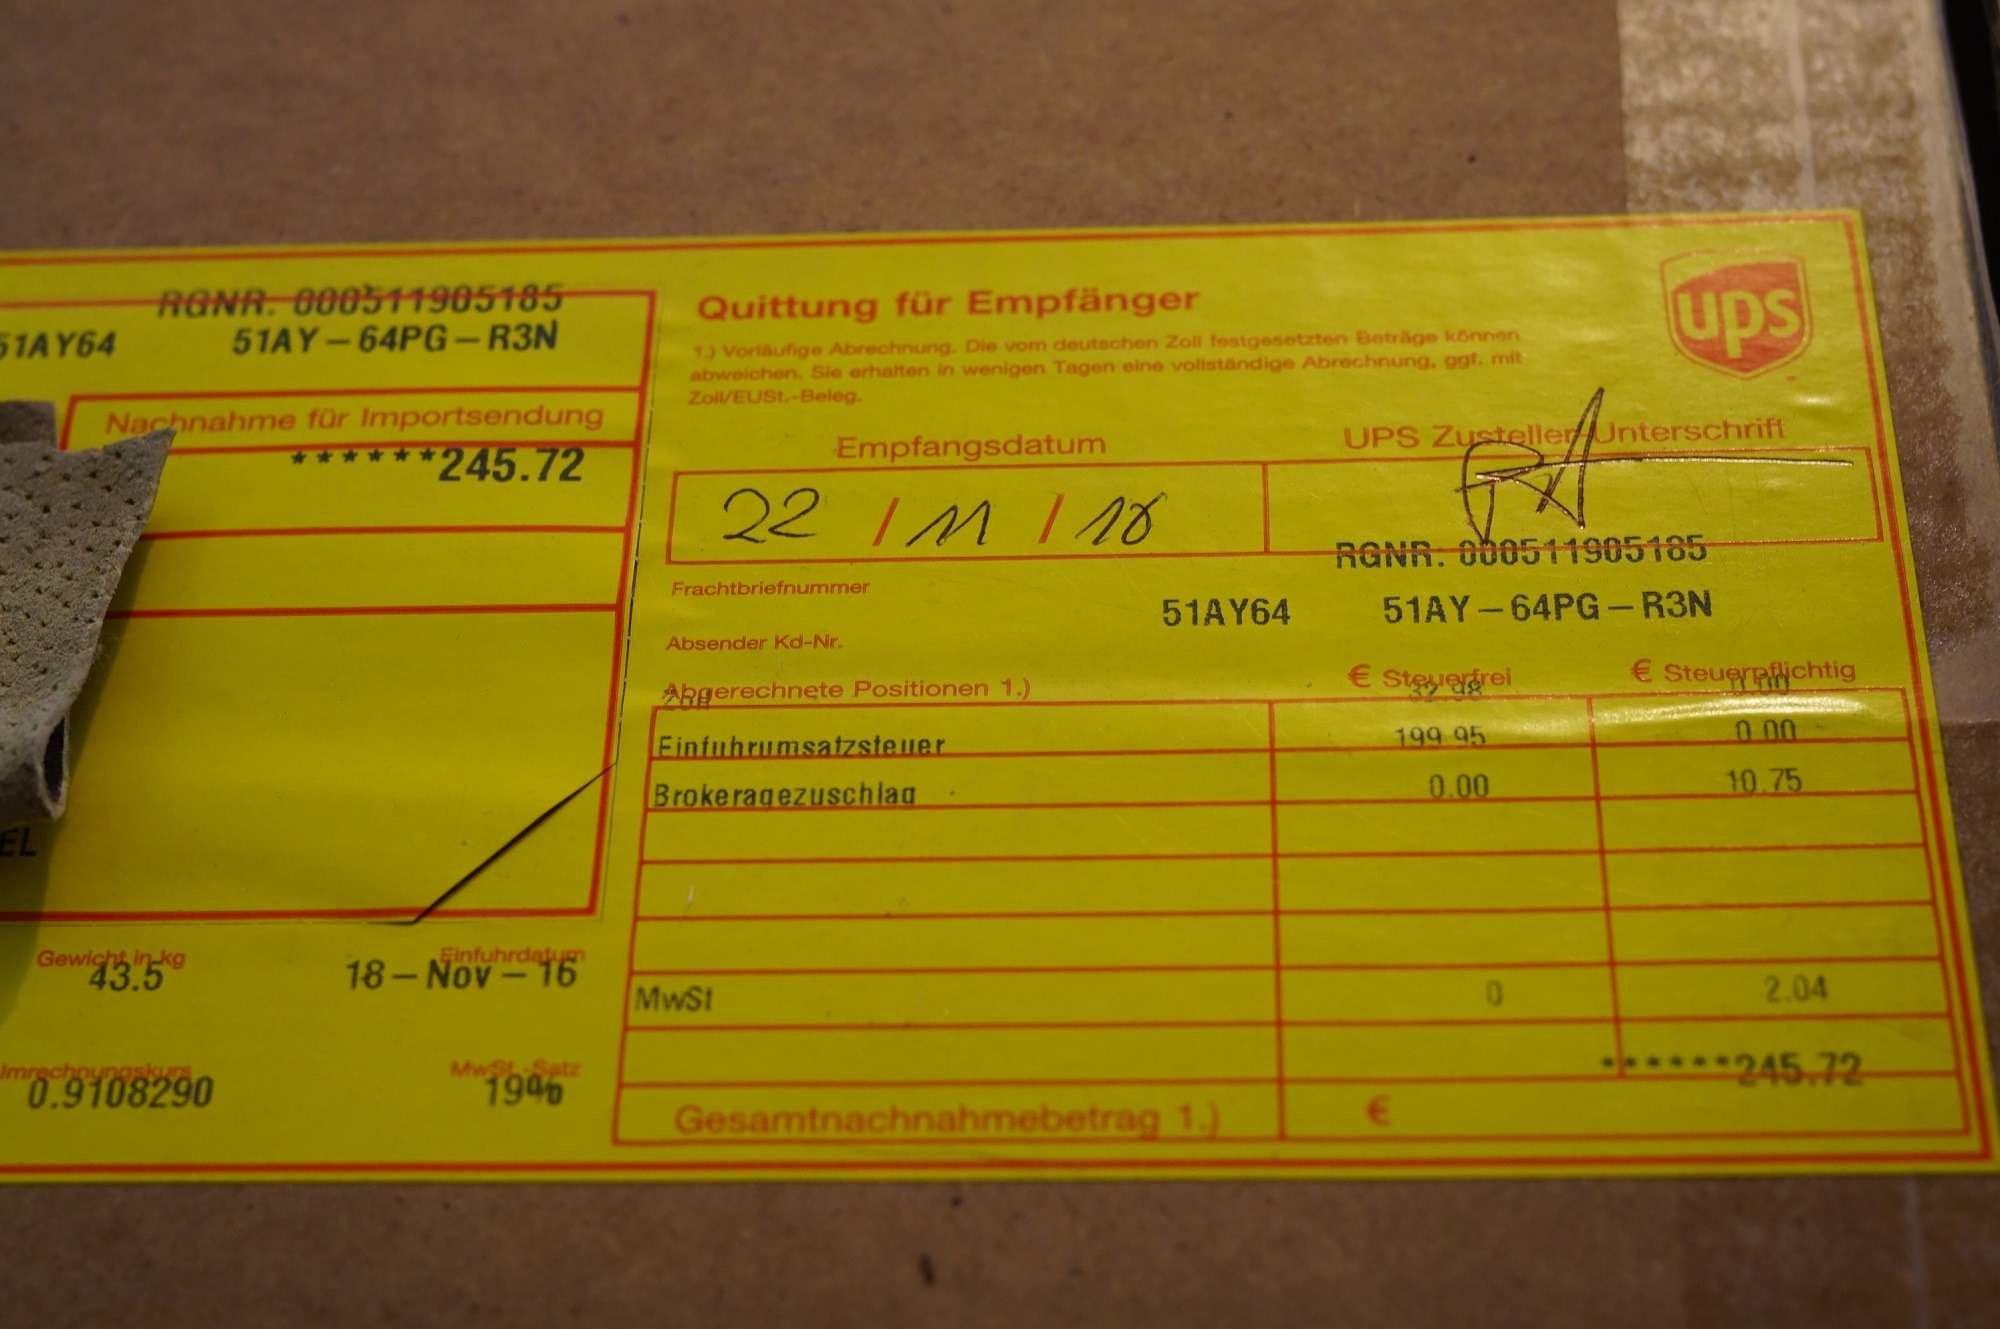 RGNR: 000511905185
51AY64 51AY-64PG-R3N
Nachnahme für Importsendung
******245.72
EL
Gewicht in kg
43.5
Einfuhrdatum
18-Nov-16
Umrechnungskurs
0.9108290
MwSt.-Satz
19%
Quittung für Empfänger
ups
1.) Vorläufige Abrechnung. Die vom deutschen Zoll festgesetzten Beträge können
abweichen. Sie erhalten in wenigen Tagen eine vollständige Abrechnung, ggf. mit
Zoll/EUSt.-Beleg.
Empfangsdatum UPS Zusteller-Unterschrift
22 / 11 / 16
RGNR: 000511905185
Frachtbriefnummer
51AY64 51AY-64PG-R3N
Absender Kd-Nr.
Abgerechnete Positionen 1.) € Steuerfrei € Steuerpflichtig
Zoll 32.98 0.00
Einfuhrumsatzsteuer 199.95 0.00
Brokeragezuschlag 0.00 10.75
MwSt 0 2.04
******245.72
Gesamtnachnahmebetrag 1.) €